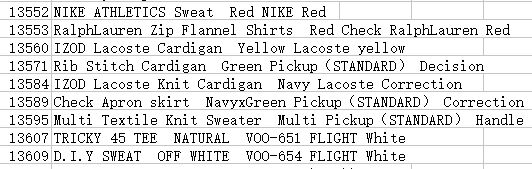 13552 NIKE ATHLETICS Sweat  Red NIKE Red
13553 RalphLauren Zip Flannel Shirts  Red Check RalphLauren Red
13560 IZOD Lacoste Cardigan  Yellow Lacoste yellow
13571 Rib Stitch Cardigan  Green Pickup（STANDARD） Decision
13584 IZOD Lacoste Knit Cardigan  Navy Lacoste Correction
13589 Check Apron skirt  NavyxGreen Pickup（STANDARD） Correction
13595 Multi Textile Knit Sweater  Multi Pickup（STANDARD） Handle
13607 TRICKY 45 TEE  NATURAL  VOO-651 FLIGHT White
13609 D.I.Y SWEAT  OFF WHITE  VOO-654 FLIGHT White